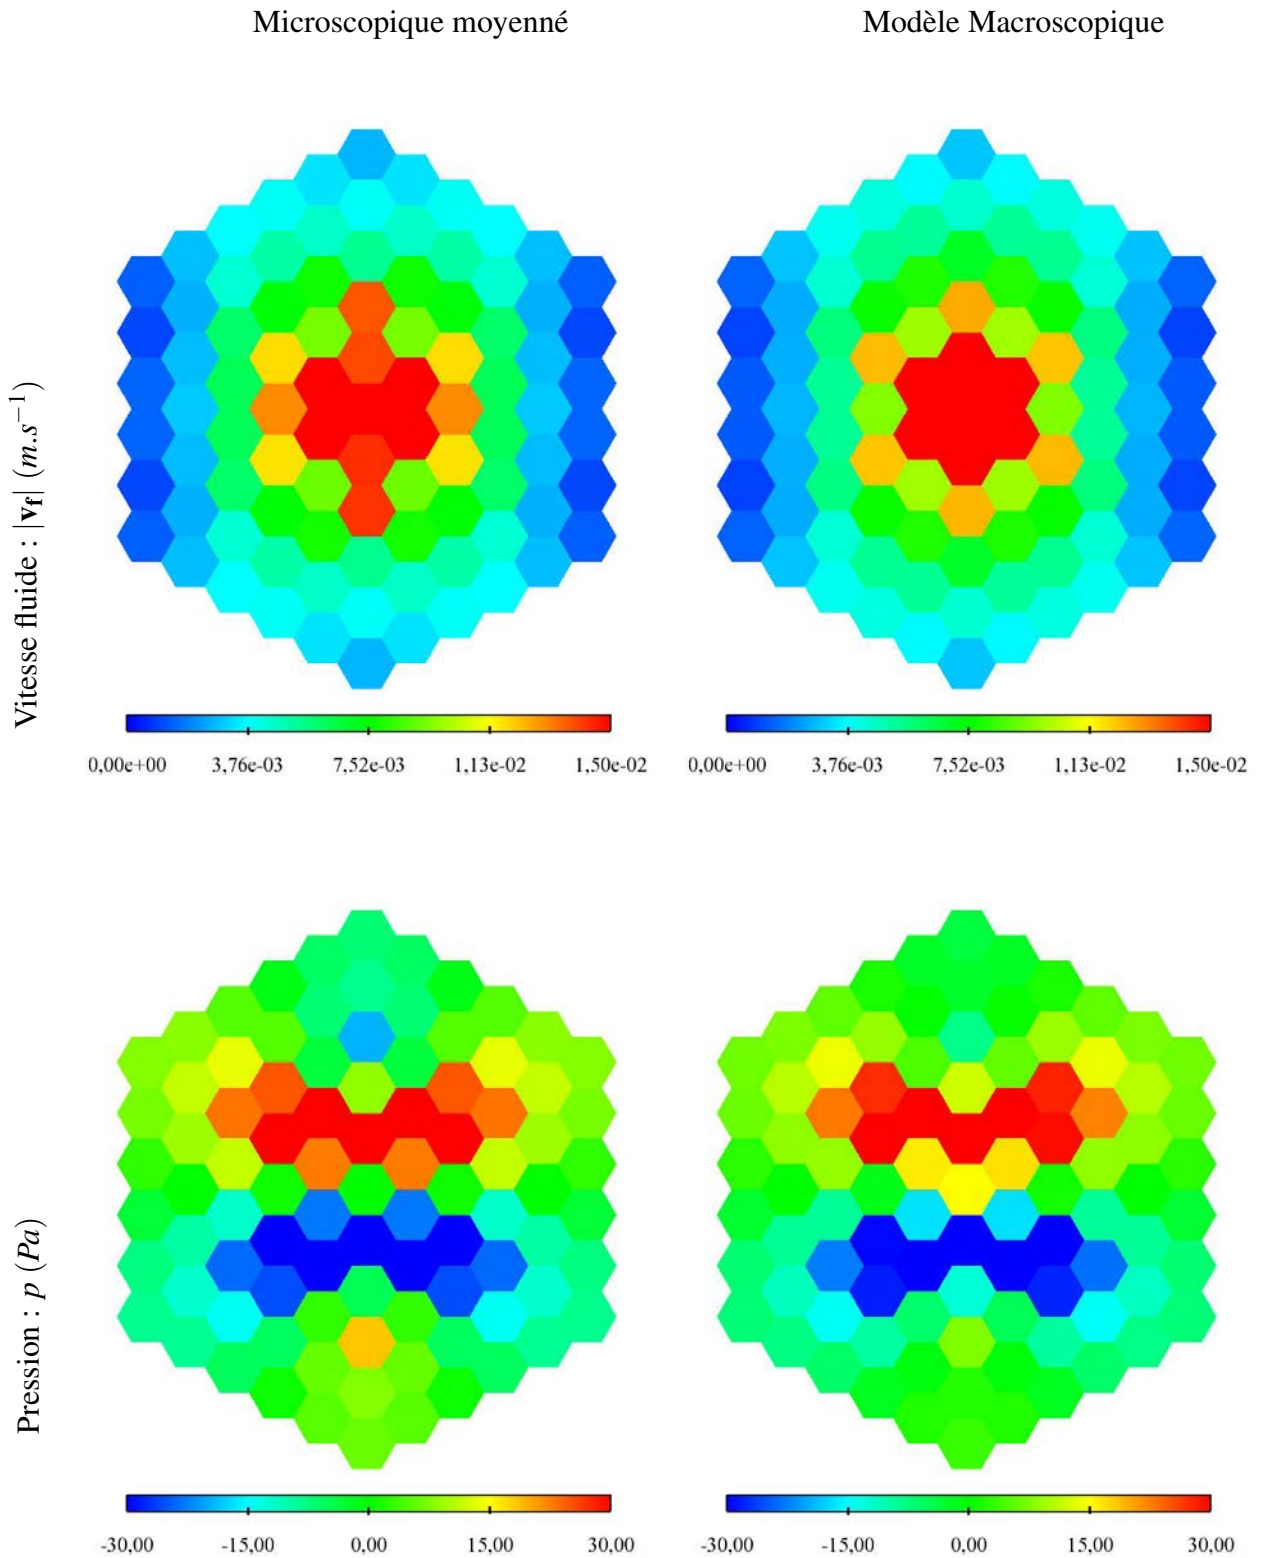 Microscopique moyenné
Modèle Macroscopique
Vitesse fluide : |v_f| (m.s^{-1})
0,00e+00 3,76e-03 7,52e-03 1,13e-02 1,50e-02
0,00e+00 3,76e-03 7,52e-03 1,13e-02 1,50e-02
Pression : p (Pa)
-30,00 -15,00 0,00 15,00 30,00
-30,00 -15,00 0,00 15,00 30,00